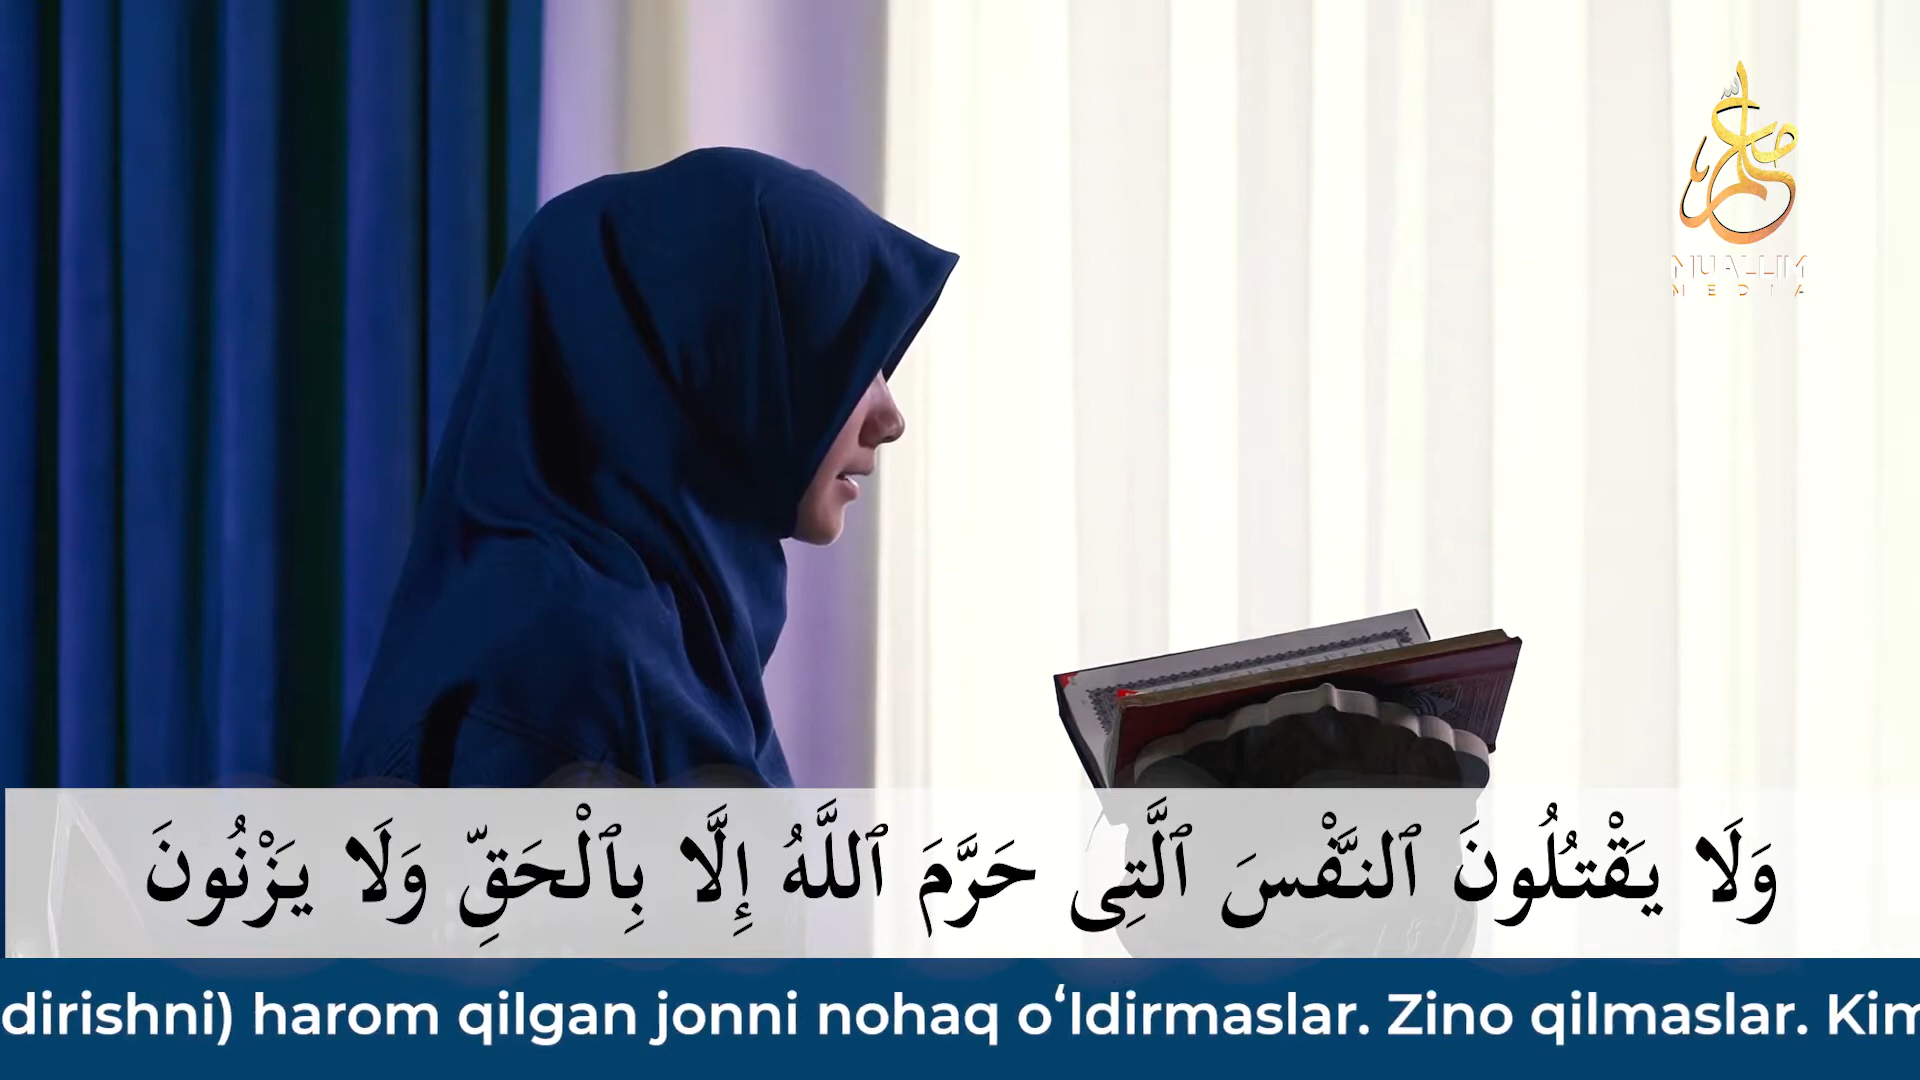 MUALLIM
MEDIA
وَلَا يَقْتُلُونَ ٱلنَّفْسَ ٱلَّتِى حَرَّمَ ٱللَّهُ إِلَّا بِٱلْحَقِّ وَلَا يَزْنُونَ
dirishni) harom qilgan jonni nohaq oʻldirmaslar. Zino qilmaslar. Kim